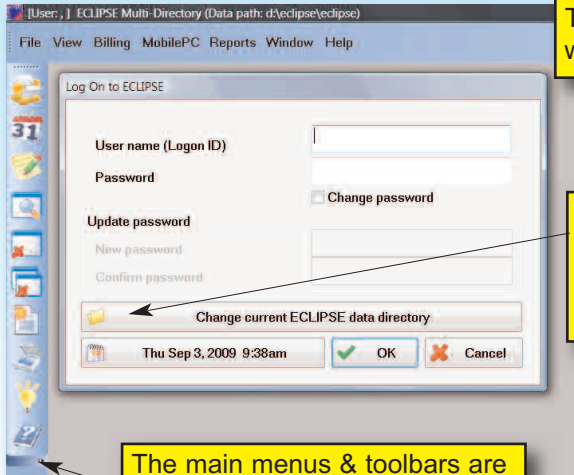 [User: , ] ECLIPSE Multi-Directory (Data path: d:\eclipse\eclipse)
File View Billing MobilePC Reports Window Help
31
Log On to ECLIPSE
User name (Logon ID)
Password
Change password
Update password
New password
Confirm password
Change current ECLIPSE data directory
Thu Sep 3, 2009 9:38am OK Cancel
The main menus & toolbars are